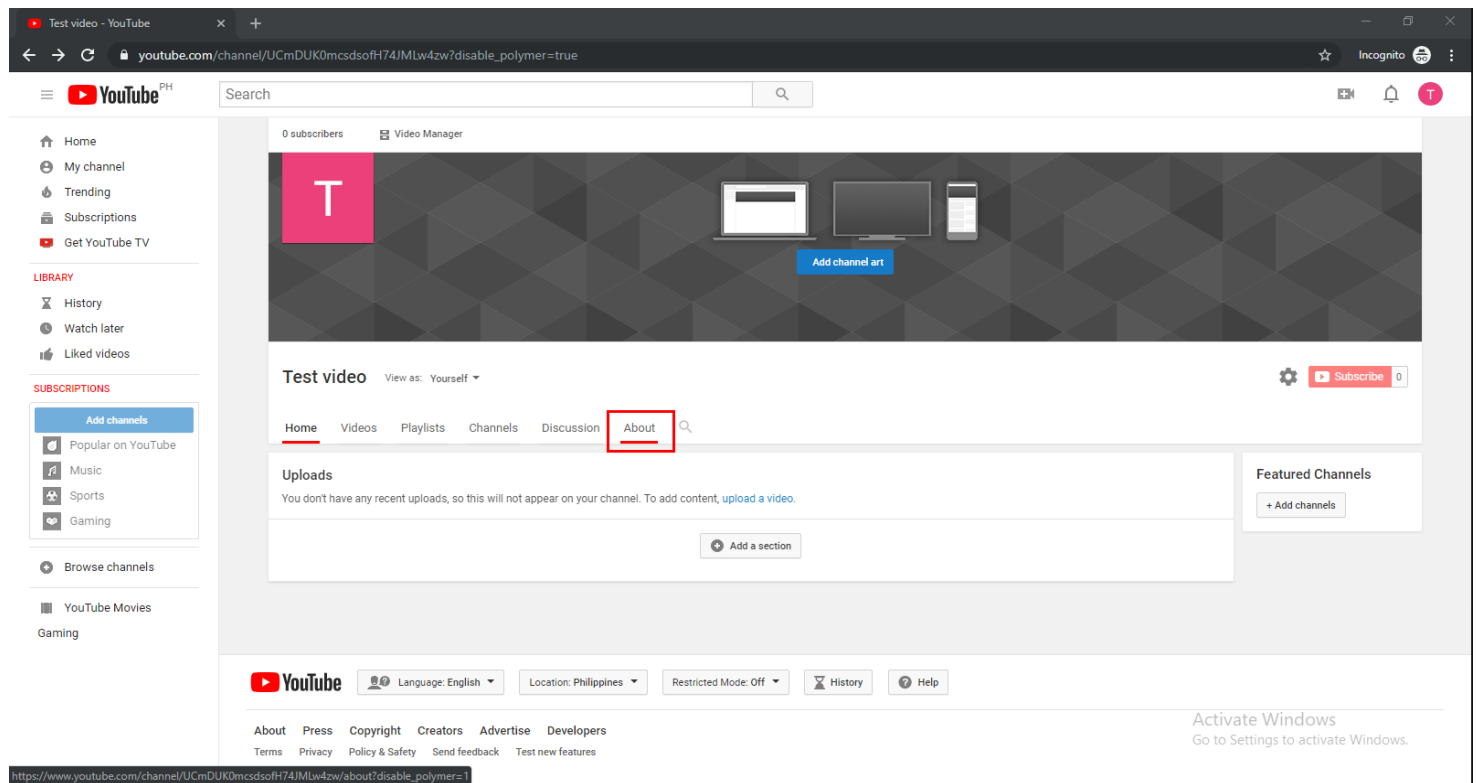 Test video - YouTube
youtube.com/channel/UCmDUK0mcsdsofH74JMLw4zw?disable_polymer=true
Incognito
YouTube PH
Search
T
Home
My channel
Trending
Subscriptions
Get YouTube TV
LIBRARY
History
Watch later
Liked videos
SUBSCRIPTIONS
Add channels
Popular on YouTube
Music
Sports
Gaming
Browse channels
YouTube Movies
Gaming
0 subscribers Video Manager
T
Add channel art
Test video View as: Yourself
Subscribe 0
Home Videos Playlists Channels Discussion About
Uploads
You don't have any recent uploads, so this will not appear on your channel. To add content, upload a video.
Add a section
Featured Channels
+ Add channels
YouTube Language: English Location: Philippines Restricted Mode: Off History Help
About Press Copyright Creators Advertise Developers
Terms Privacy Policy & Safety Send feedback Test new features
Activate Windows
Go to Settings to activate Windows.
https://www.youtube.com/channel/UCmDUK0mcsdsofH74JMLw4zw/about?disable_polymer=1